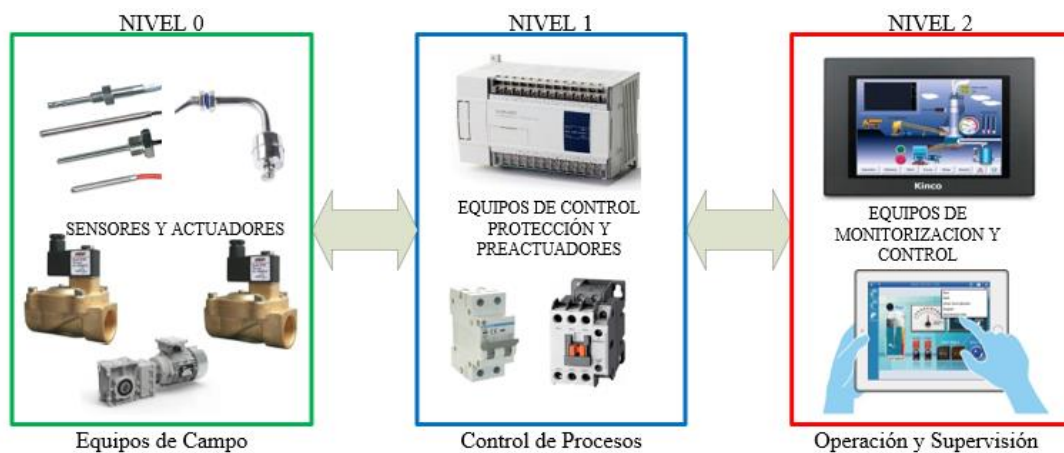 NIVEL 0
NIVEL 1
NIVEL 2
SENSORES Y ACTUADORES
EQUIPOS DE CONTROL
PROTECCIÓN Y
PREACTUADORES
Kinco
EQUIPOS DE
MONITORIZACION Y
CONTROL
Equipos de Campo
Control de Procesos
Operación y Supervisión